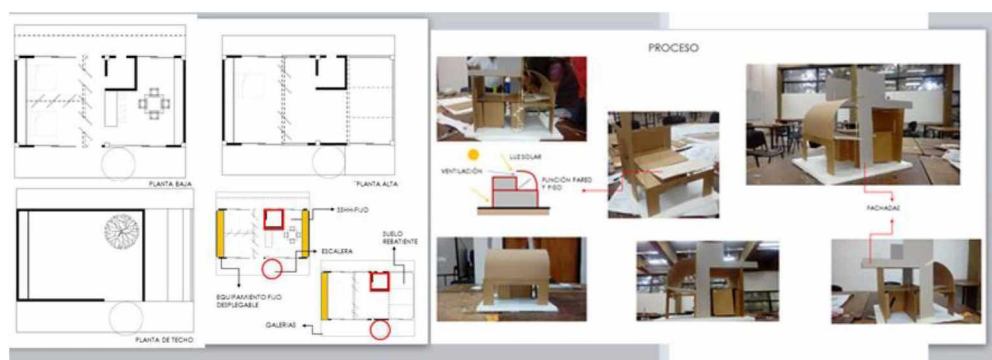 PLANTA BAJA
PLANTA ALTA
PLANTA DE TECHO
SSHH-FIJO
ESCALERA
SUELO
REBATIENTE
EQUIPAMIENTO FIJO
DESPLEGABLE
GALERIAS
PROCESO
LUZ SOLAR
VENTILACIÓN
FUNCIÓN PARED
Y PISO
FACHADAS